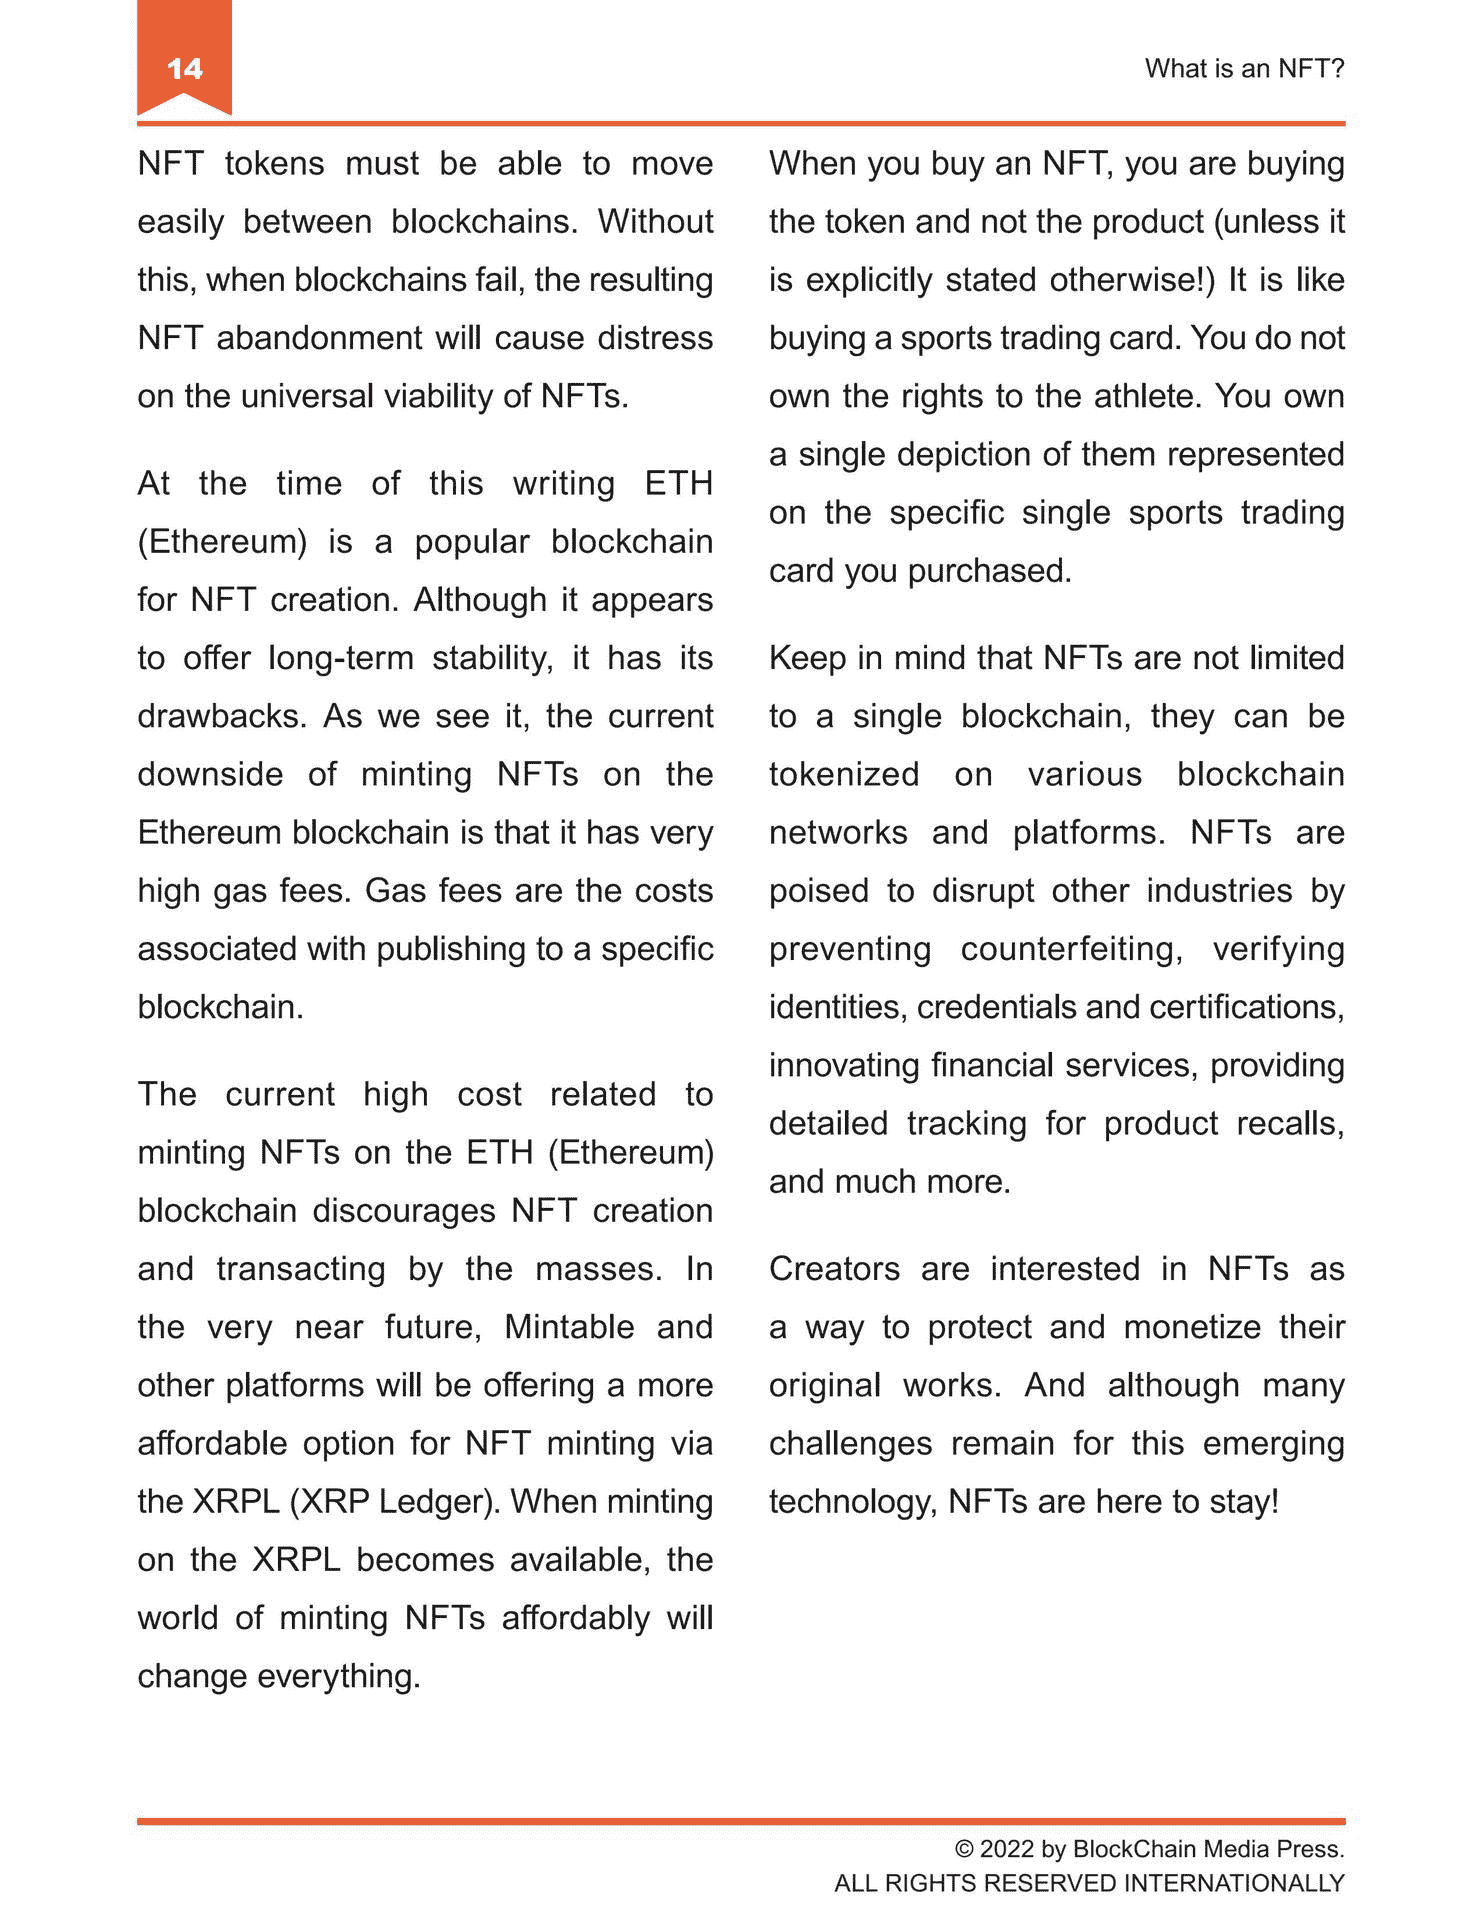 14
What is an NFT?
NFT tokens must be able to move
easily between blockchains. Without
this, when blockchains fail, the resulting
NFT abandonment will cause distress
on the universal viability of NFTs.
At the time of this writing ETH
(Ethereum) is a popular blockchain
for NFT creation. Although it appears
to offer long-term stability, it has its
drawbacks. As we see it, the current
downside of minting NFTs on the
Ethereum blockchain is that it has very
high gas fees. Gas fees are the costs
associated with publishing to a specific
blockchain.
The current high cost related to
minting NFTs on the ETH (Ethereum)
blockchain discourages NFT creation
and transacting by the masses. In
the very near future, Mintable and
other platforms will be offering a more
affordable option for NFT minting via
the XRPL (XRP Ledger). When minting
on the XRPL becomes available, the
world of minting NFTs affordably will
change everything.
When you buy an NFT, you are buying
the token and not the product (unless it
is explicitly stated otherwise!) It is like
buying a sports trading card. You do not
own the rights to the athlete. You own
a single depiction of them represented
on the specific single sports trading
card you purchased.
Keep in mind that NFTs are not limited
to a single blockchain, they can be
tokenized on various blockchain
networks and platforms. NFTs are
poised to disrupt other industries by
preventing counterfeiting, verifying
identities, credentials and certifications,
innovating financial services, providing
detailed tracking for product recalls,
and much more.
Creators are interested in NFTs as
a way to protect and monetize their
original works. And although many
challenges remain for this emerging
technology, NFTs are here to stay!
© 2022 by BlockChain Media Press.
ALL RIGHTS RESERVED INTERNATIONALLY